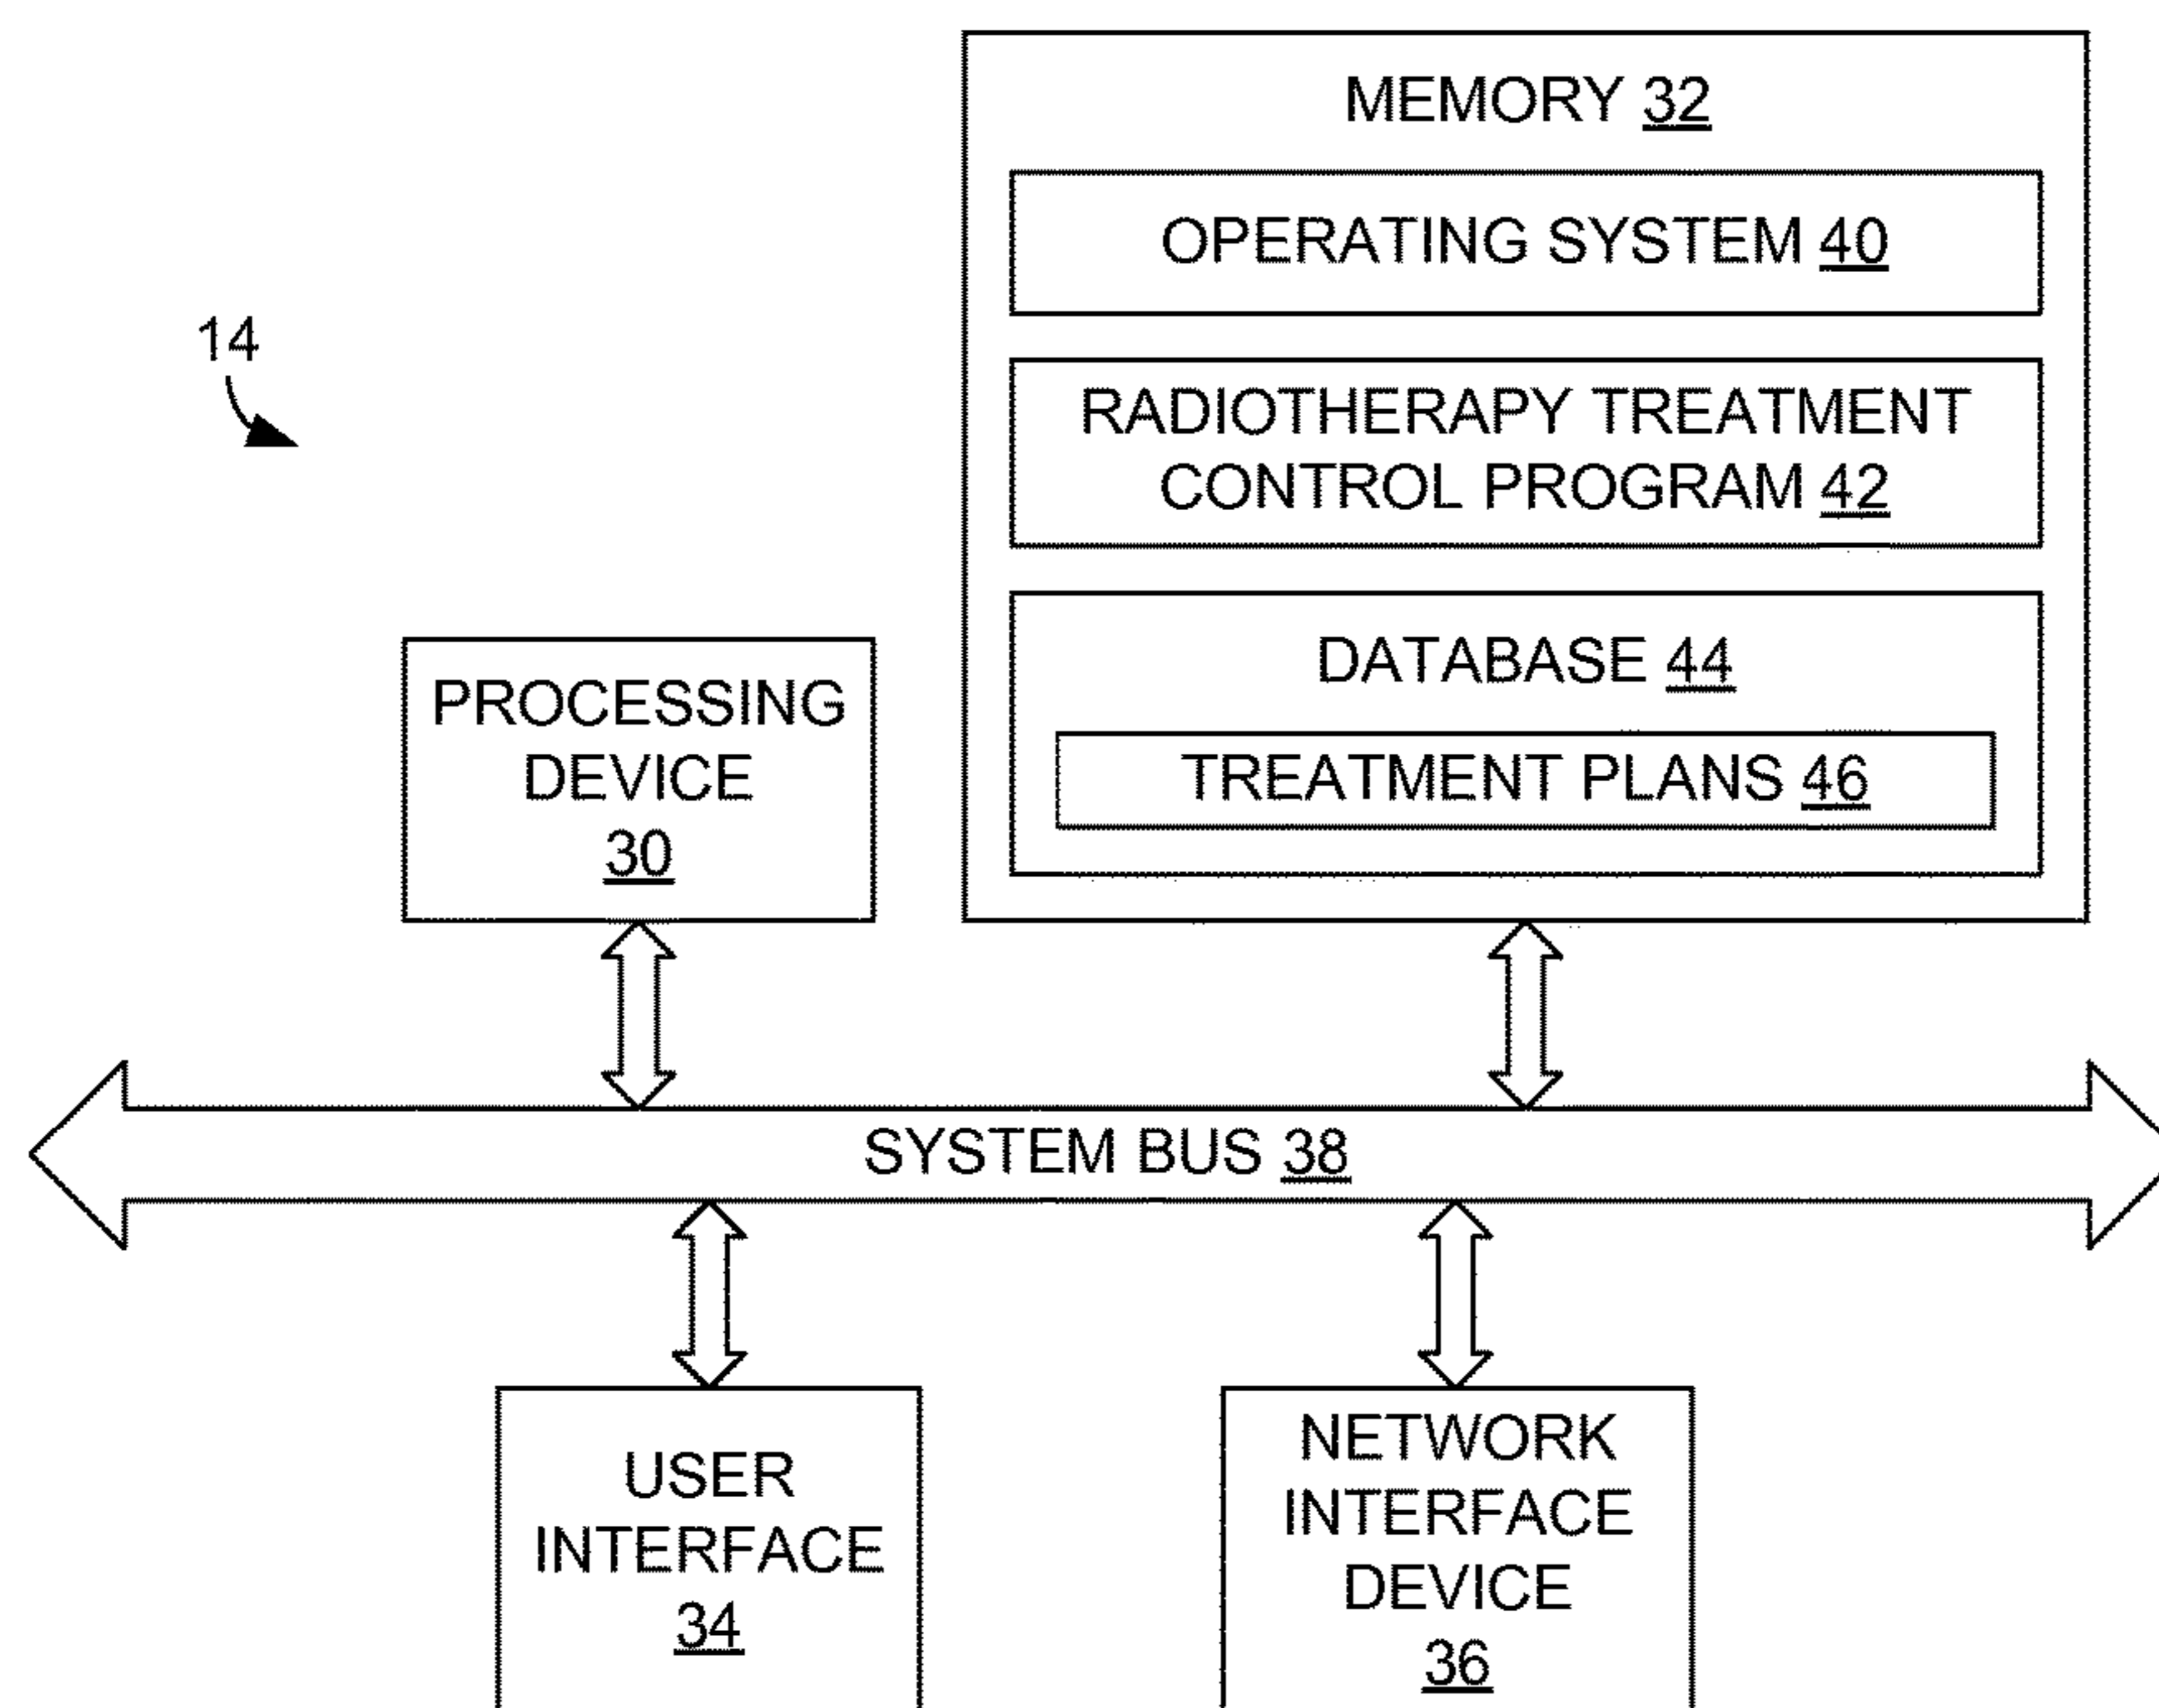 MEMORY 32
OPERATING SYSTEM 40
14
RADIOTHERAPY TREATMENT
CONTROL PROGRAM 42
DATABASE 44
TREATMENT PLANS 46
PROCESSING
DEVICE
30
SYSTEM BUS 38
USER
INTERFACE
34
NETWORK
INTERFACE
DEVICE
36